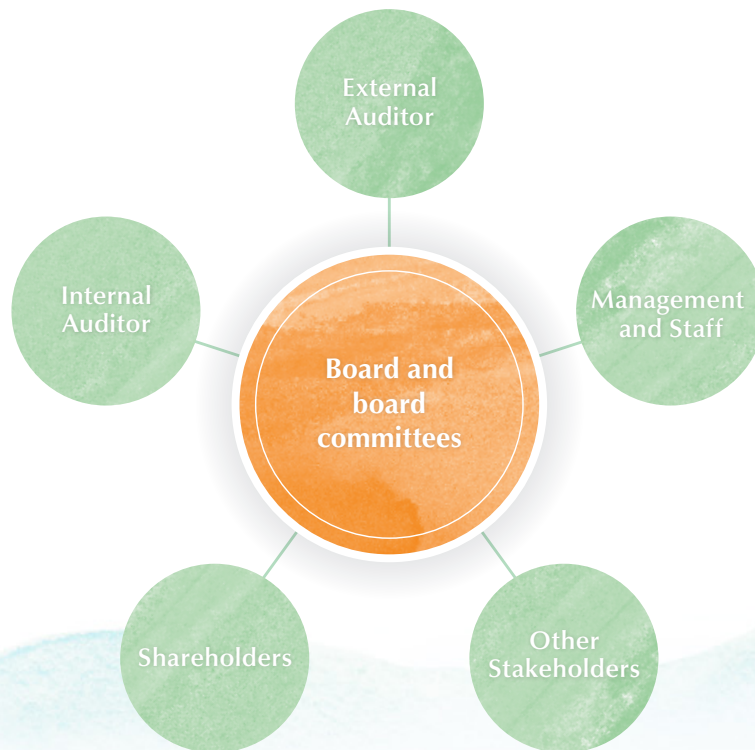 External
Auditor
Internal
Auditor
Management
and Staff
Board and
board
committees
Shareholders
Other
Stakeholders